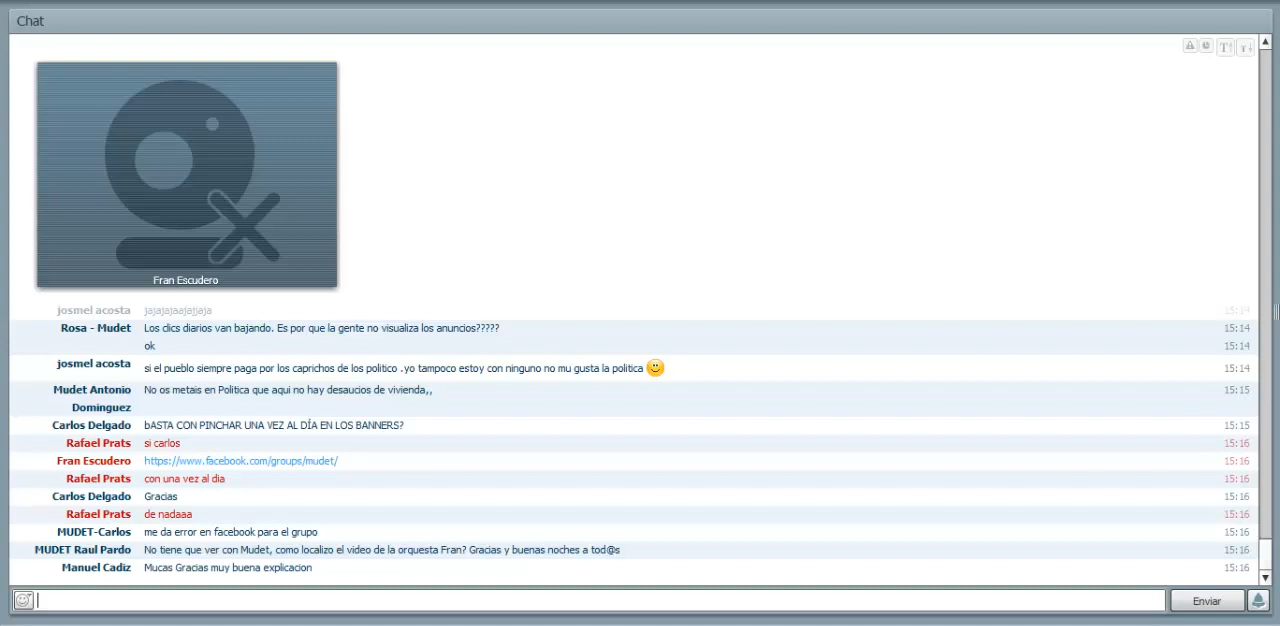 Chat
Fran Escudero
josmel acosta jajajajaajajjaja 15:14
Rosa - Mudet Los clics diarios van bajando. Es por que la gente no visualiza los anuncios????? 15:14
ok 15:14
josmel acosta si el pueblo siempre paga por los caprichos de los politico .yo tampoco estoy con ninguno no mu gusta la politica 15:14
Mudet Antonio No os metais en Politica que aqui no hay desaucios de vivienda,, 15:15
Dominguez
Carlos Delgado bASTA CON PINCHAR UNA VEZ AL DÍA EN LOS BANNERS? 15:15
Rafael Prats si carlos 15:16
Fran Escudero https://www.facebook.com/groups/mudet/ 15:16
Rafael Prats con una vez al dia 15:16
Carlos Delgado Gracias 15:16
Rafael Prats de nadaaa 15:16
MUDET-Carlos me da error en facebook para el grupo 15:16
MUDET Raul Pardo No tiene que ver con Mudet, como localizo el video de la orquesta Fran? Gracias y buenas noches a tod@s 15:16
Manuel Cadiz Mucas Gracias muy buena explicacion 15:16
Enviar